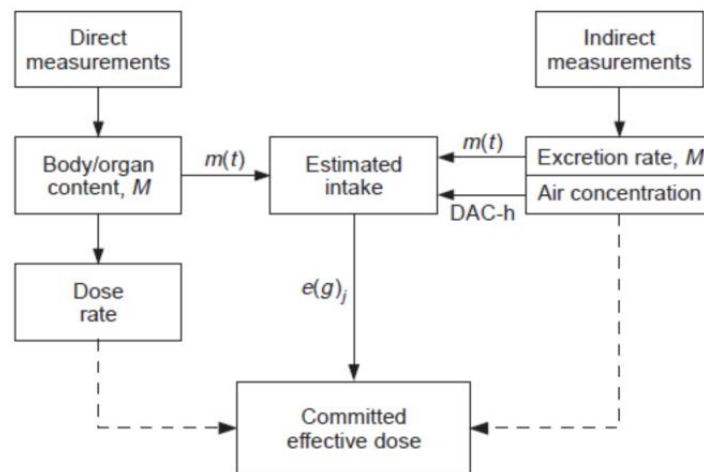 Direct
measurements
Indirect
measurements
Body/organ
content, M
m(t)
Estimated
intake
m(t)
Excretion rate, M
Air concentration
DAC-h
Dose
rate
e(g)j
Committed
effective dose